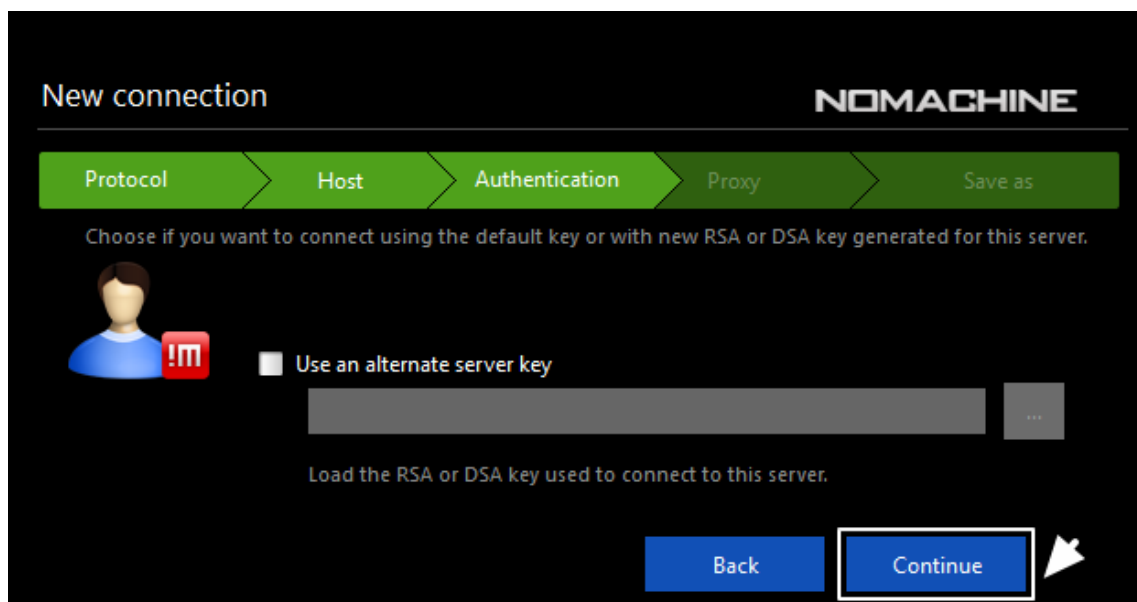 New connection
NOMACHINE
Protocol
Host
Authentication
Proxy
Save as
Choose if you want to connect using the default key or with new RSA or DSA key generated for this server.
!m
Use an alternate server key
...
Load the RSA or DSA key used to connect to this server.
Back
Continue